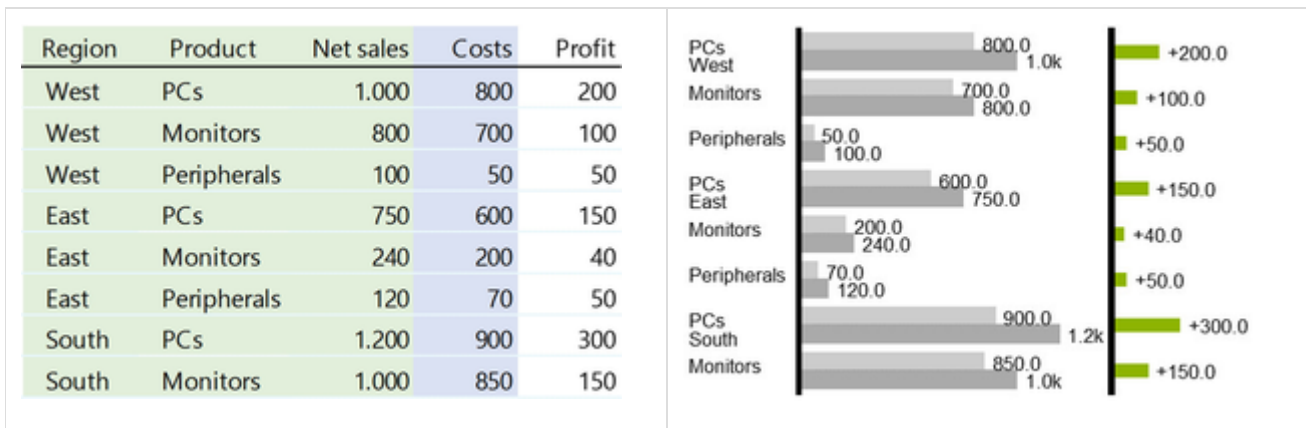 Region Product Net sales Costs Profit
West PCs 1.000 800 200
West Monitors 800 700 100
West Peripherals 100 50 50
East PCs 750 600 150
East Monitors 240 200 40
East Peripherals 120 70 50
South PCs 1.200 900 300
South Monitors 1.000 850 150
PCs 800.0 +200.0
West 1.0k
Monitors 700.0 +100.0
800.0
Peripherals 50.0 +50.0
100.0
PCs 600.0 +150.0
East 750.0
Monitors 200.0 +40.0
240.0
Peripherals 70.0 +50.0
120.0
PCs 900.0 +300.0
South 1.2k
Monitors 850.0 +150.0
1.0k